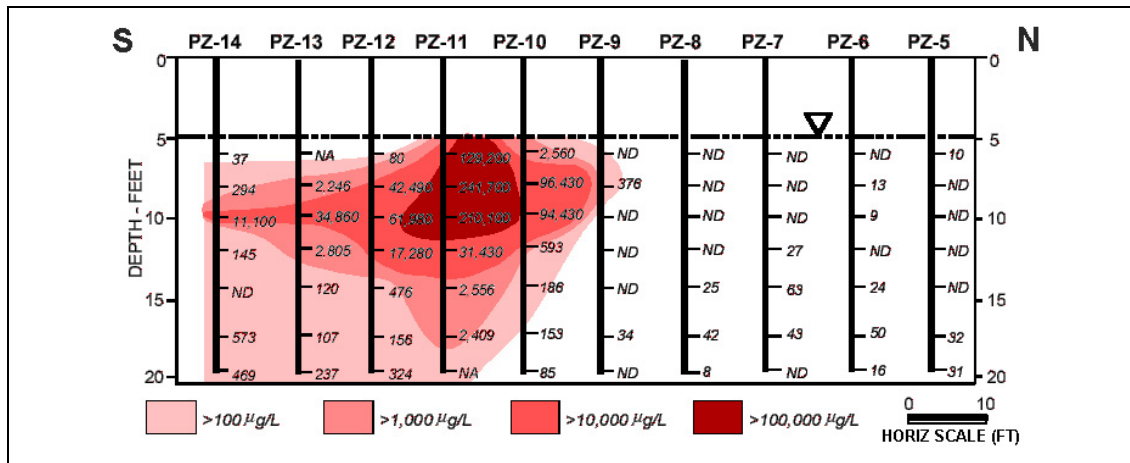 S PZ-14 PZ-13 PZ-12 PZ-11 PZ-10 PZ-9 PZ-8 PZ-7 PZ-6 PZ-5 N
0 0
5 5
37 NA 80 129,200 2,560 ND ND ND ND 10
294 2,246 42,490 241,700 96,430 376 ND ND 13 ND
10 11,100 34,860 61,980 210,100 94,430 ND ND ND 9 ND 10
145 2,805 17,280 31,430 593 ND ND 27 ND ND
ND 120 476 2,556 186 ND 25 63 24 ND
15 15
573 107 156 2,409 153 34 42 43 50 32
20 469 237 324 NA 85 ND 8 ND 16 31 20
DEPTH - FEET
>100 µg/L >1,000 µg/L >10,000 µg/L >100,000 µg/L
0 10
HORIZ SCALE (FT)